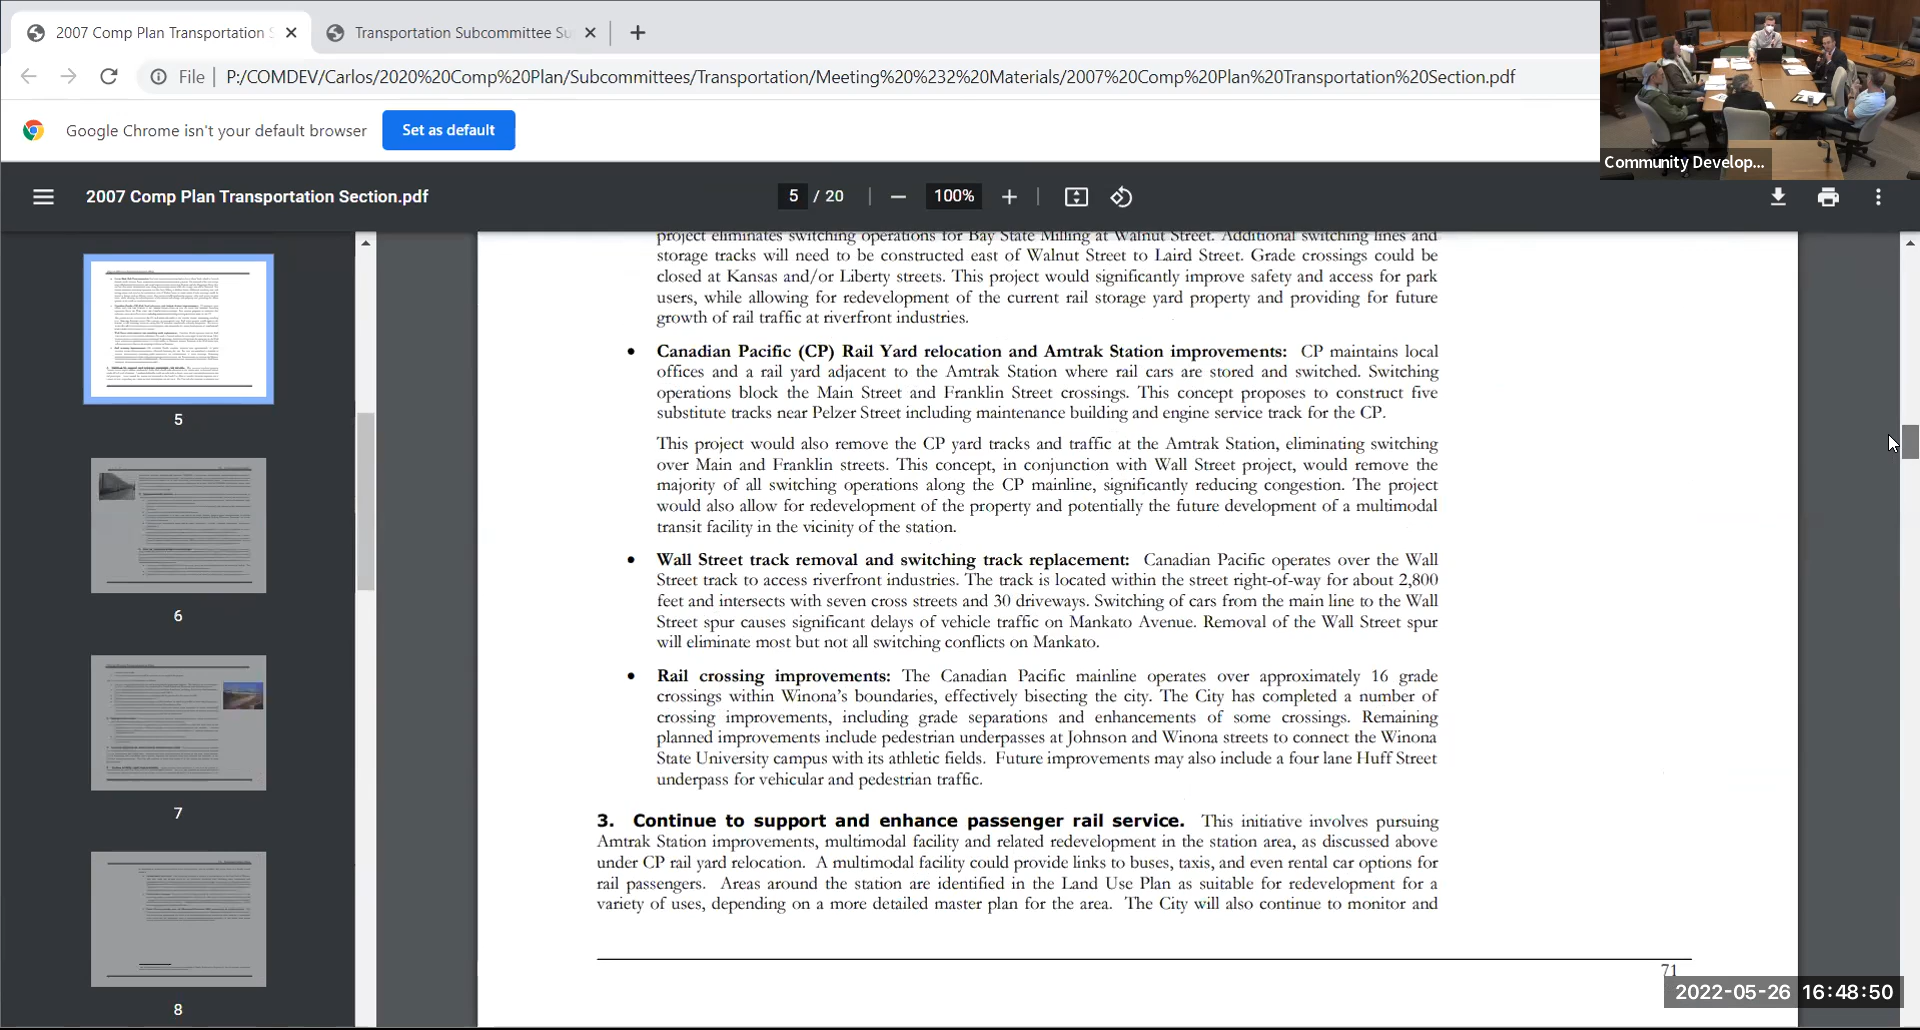 2007 Comp Plan Transportation S
Transportation Subcommittee Su
File
P:/COMDEV/Carlos/2020%20Comp%20Plan/Subcommittees/Transportation/Meeting%20%232%20Materials/2007%20Comp%20Plan%20Transportation%20Section.pdf
Google Chrome isn't your default browser
Set as default
Community Develop...
2007 Comp Plan Transportation Section.pdf
5 / 20
100%
project eliminates switching operations for Bay State Milling at Walnut Street. Additional switching lines and
storage tracks will need to be constructed east of Walnut Street to Laird Street. Grade crossings could be
closed at Kansas and/or Liberty streets. This project would significantly improve safety and access for park
users, while allowing for redevelopment of the current rail storage yard property and providing for future
growth of rail traffic at riverfront industries.
• Canadian Pacific (CP) Rail Yard relocation and Amtrak Station improvements: CP maintains local
offices and a rail yard adjacent to the Amtrak Station where rail cars are stored and switched. Switching
operations block the Main Street and Franklin Street crossings. This concept proposes to construct five
substitute tracks near Pelzer Street including maintenance building and engine service track for the CP.
This project would also remove the CP yard tracks and traffic at the Amtrak Station, eliminating switching
over Main and Franklin streets. This concept, in conjunction with Wall Street project, would remove the
majority of all switching operations along the CP mainline, significantly reducing congestion. The project
would also allow for redevelopment of the property and potentially the future development of a multimodal
transit facility in the vicinity of the station.
• Wall Street track removal and switching track replacement: Canadian Pacific operates over the Wall
Street track to access riverfront industries. The track is located within the street right-of-way for about 2,800
feet and intersects with seven cross streets and 30 driveways. Switching of cars from the main line to the Wall
Street spur causes significant delays of vehicle traffic on Mankato Avenue. Removal of the Wall Street spur
will eliminate most but not all switching conflicts on Mankato.
• Rail crossing improvements: The Canadian Pacific mainline operates over approximately 16 grade
crossings within Winona's boundaries, effectively bisecting the city. The City has completed a number of
crossing improvements, including grade separations and enhancements of some crossings. Remaining
planned improvements include pedestrian underpasses at Johnson and Winona streets to connect the Winona
State University campus with its athletic fields. Future improvements may also include a four lane Huff Street
underpass for vehicular and pedestrian traffic.
3. Continue to support and enhance passenger rail service. This initiative involves pursuing
Amtrak Station improvements, multimodal facility and related redevelopment in the station area, as discussed above
under CP rail yard relocation. A multimodal facility could provide links to buses, taxis, and even rental car options for
rail passengers. Areas around the station are identified in the Land Use Plan as suitable for redevelopment for a
variety of uses, depending on a more detailed master plan for the area. The City will also continue to monitor and
71
5
6
7
8
2022-05-26 16:48:50